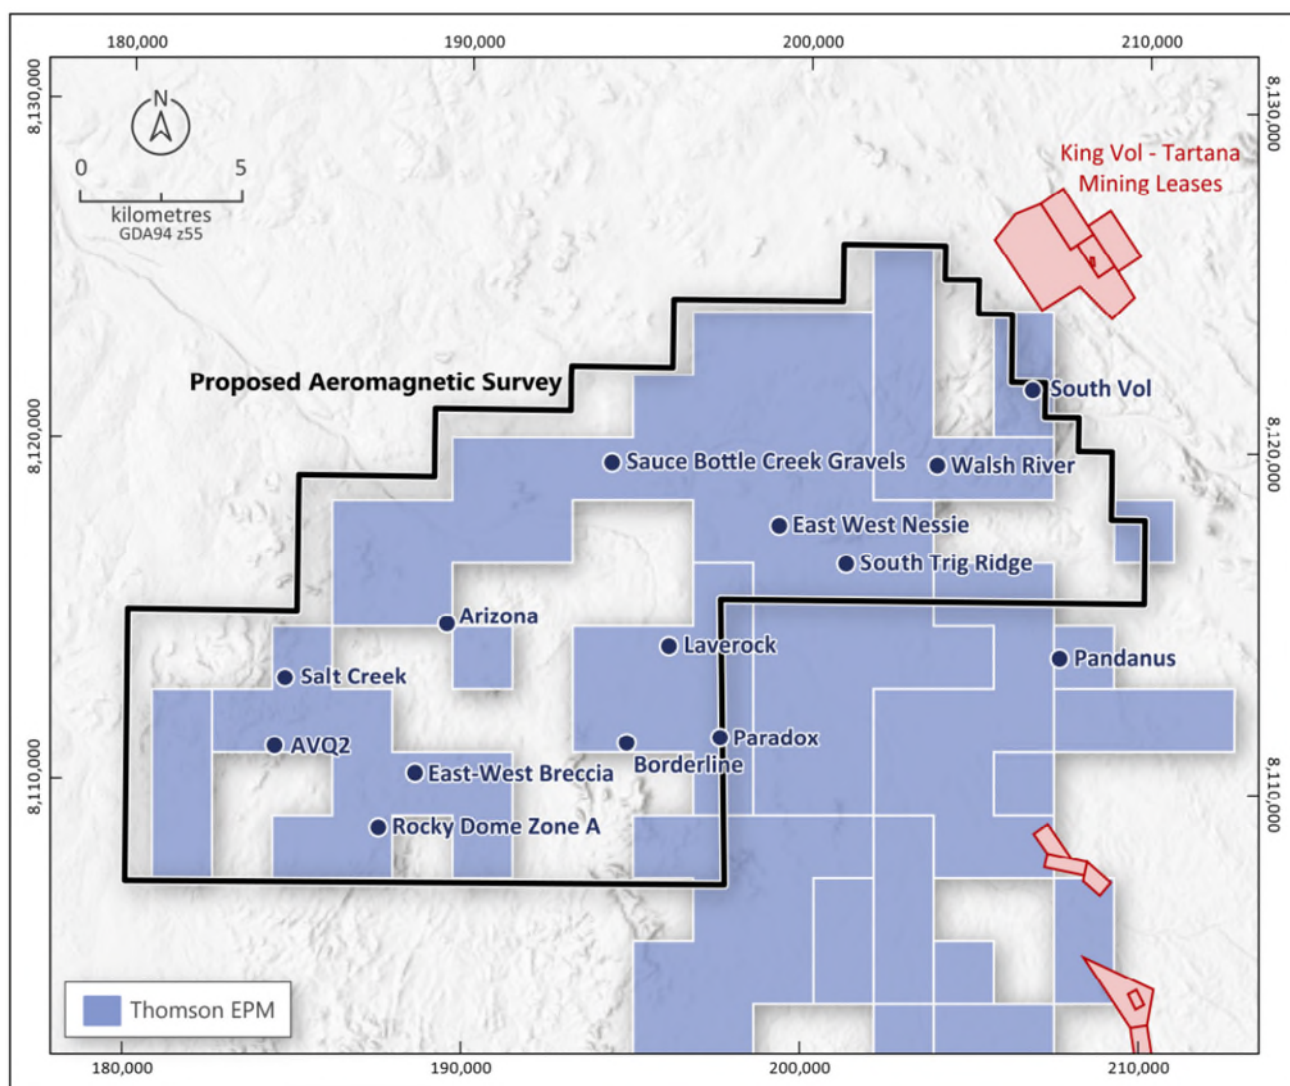 180,000
190,000
200,000
210,000
8,130,000
8,130,000
N
0
5
kilometres
GDA94 z55
King Vol - Tartana
Mining Leases
Proposed Aeromagnetic Survey
South Vol
8,120,000
8,120,000
Sauce Bottle Creek Gravels
Walsh River
East West Nessie
South Trig Ridge
Arizona
Laverock
Pandanus
Salt Creek
AVQ2
Paradox
Borderline
East-West Breccia
8,110,000
8,110,000
Rocky Dome Zone A
Thomson EPM
180,000
190,000
200,000
210,000